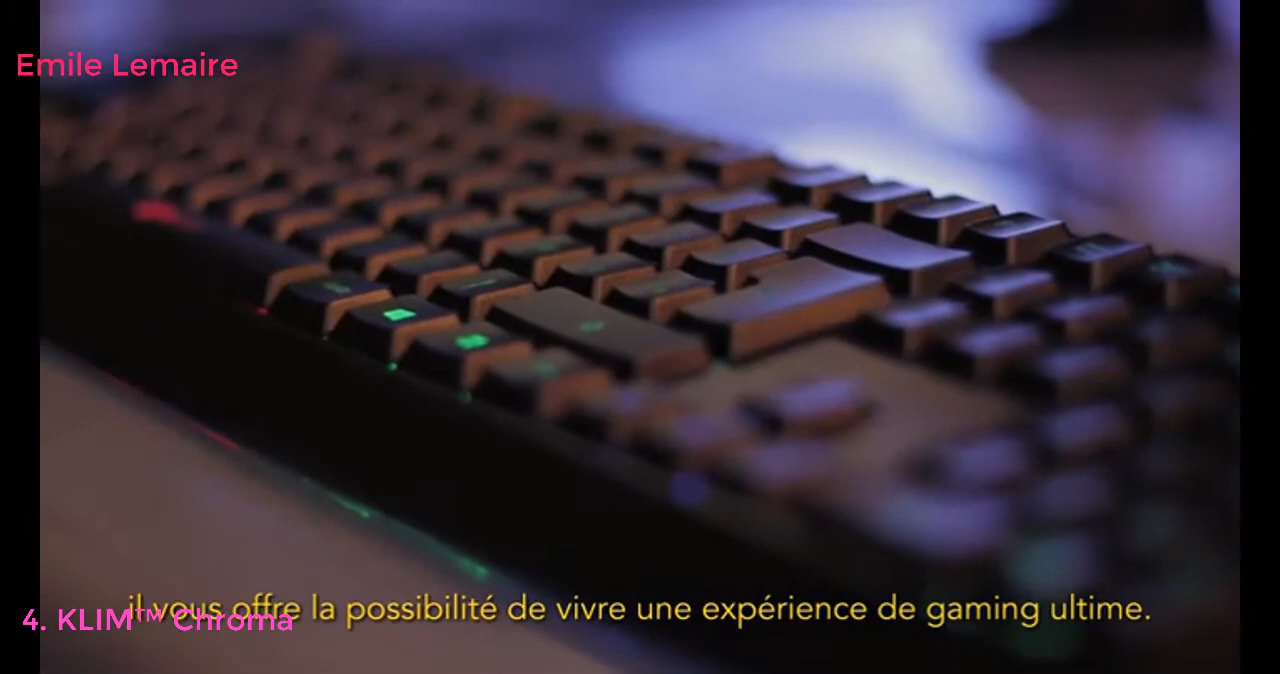 Emile Lemaire
il vous offre la possibilité de vivre une expérience de gaming ultime.
4. KLIM™ Chroma